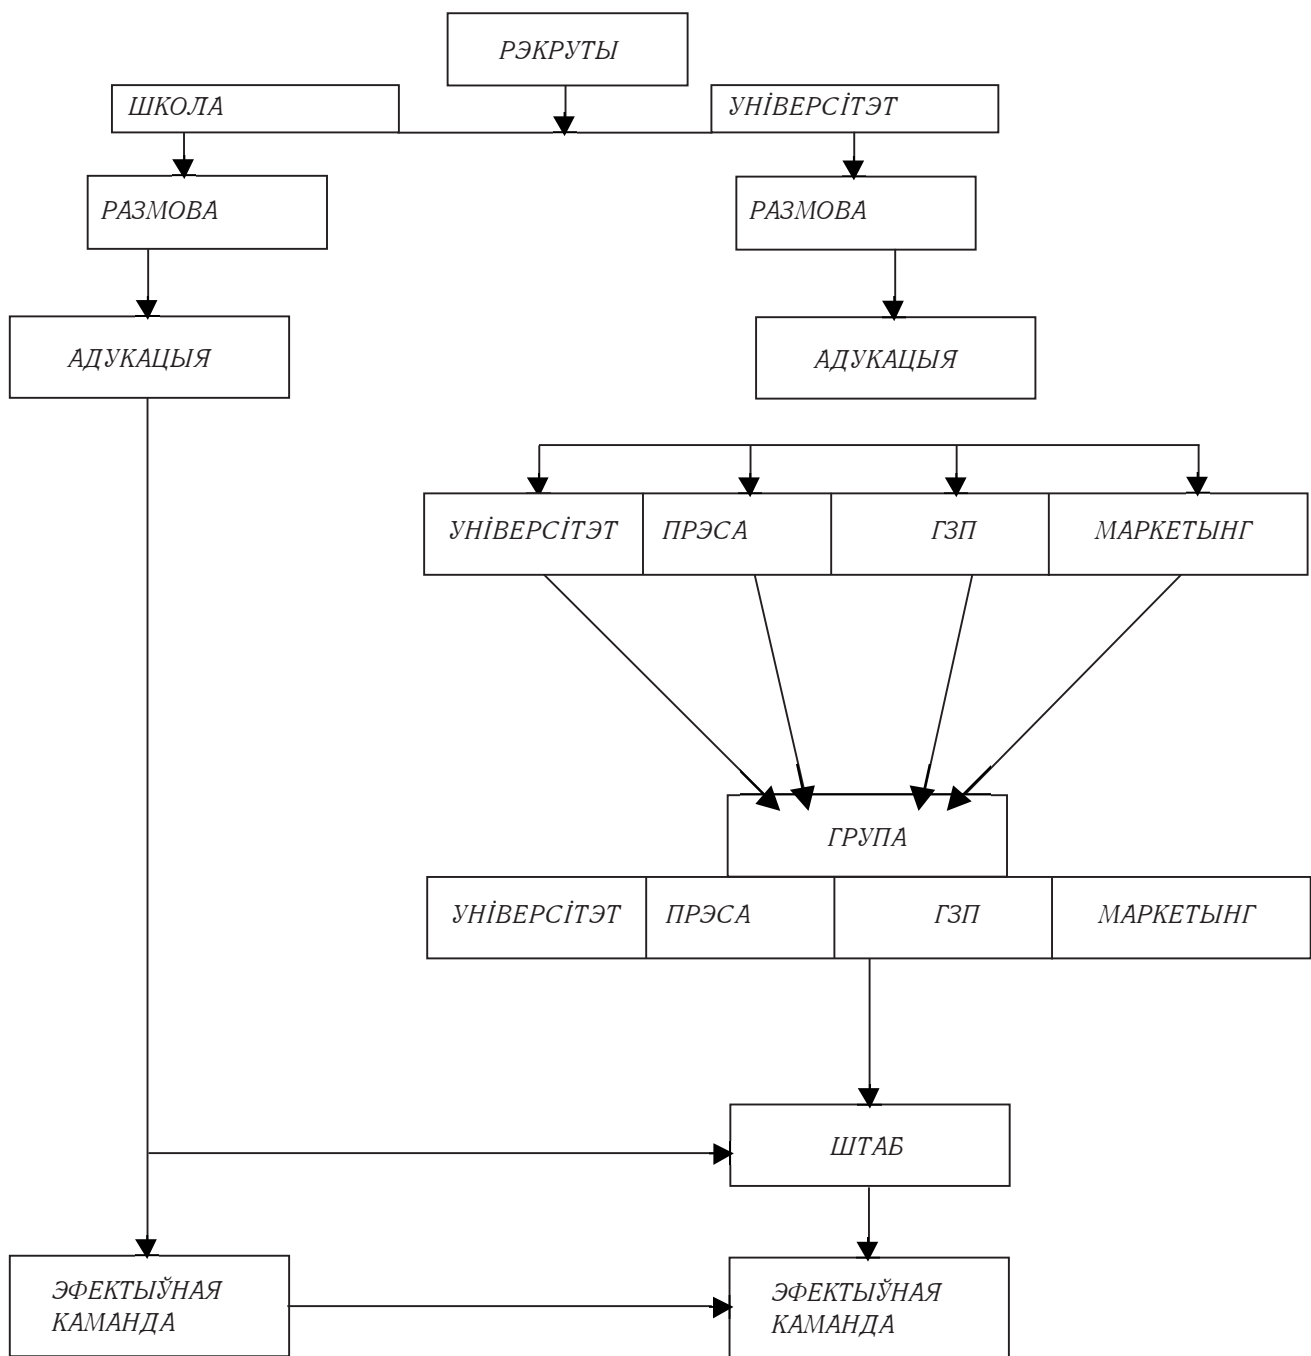 РЭКРУТЫ
ШКОЛА
УНІВЕРСІТЭТ
РАЗМОВА
РАЗМОВА
АДУКАЦЫЯ
АДУКАЦЫЯ
УНІВЕРСІТЭТ
ПРЭСА
ГЗП
МАРКЕТЫНГ
ГРУПА
УНІВЕРСІТЭТ
ПРЭСА
ГЗП
МАРКЕТЫНГ
ШТАБ
ЭФЕКТЫЎНАЯ
КАМАНДА
ЭФЕКТЫЎНАЯ
КАМАНДА